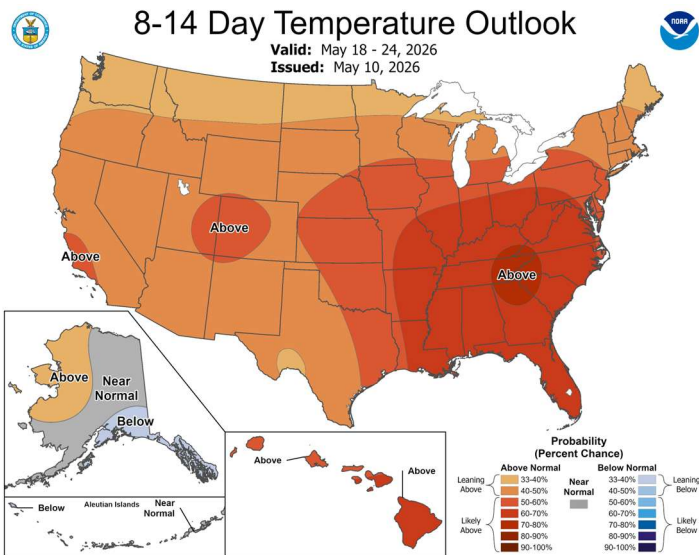 8-14 Day Temperature Outlook
Valid: May 18 - 24, 2026
Issued: May 10, 2026
NOAA
Above
Above
Above
Above
Near
Normal
Below
Aleutian Islands
Below
Near
Normal
Above
Above
Probability
(Percent Chance)
Above Normal
Below Normal
Leaning
Above
33-40%
40-50%
Likely
Above
50-60%
60-70%
70-80%
80-90%
90-100%
Near
Normal
33-40%
40-50%
Leaning
Below
50-60%
60-70%
70-80%
80-90%
90-100%
Likely
Below